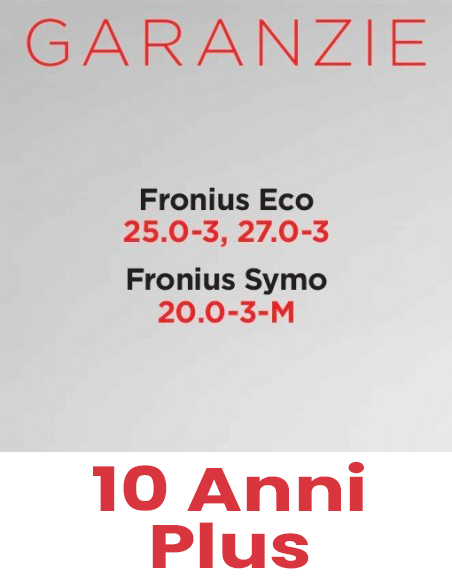 GARANZIE
Fronius Eco
25.0-3, 27.0-3
Fronius Symo
20.0-3-M
10 Anni
Plus